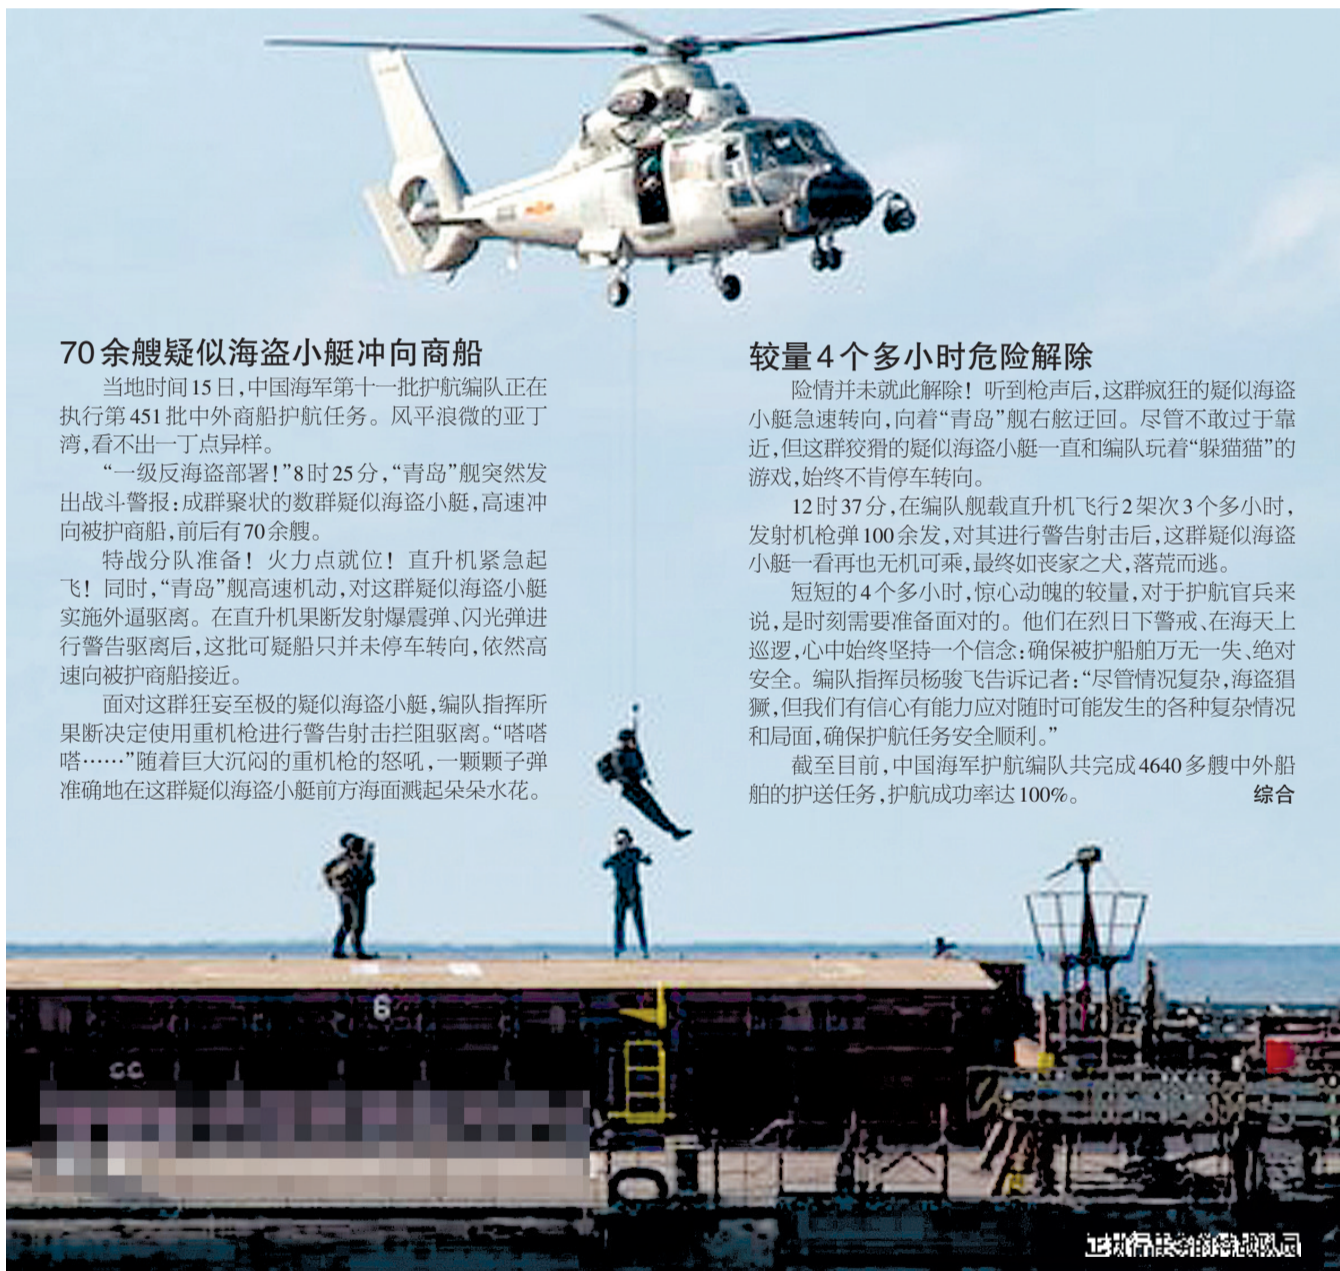 70余艘疑似海盗小艇冲向商船
当地时间15日,中国海军第十一批护航编队正在
执行第451批中外商船护航任务。风平浪微的亚丁
湾,看不出一丁点异样。
“一级反海盗部署!”8时25分,“青岛”舰突然发
出战斗警报:成群聚状的数群疑似海盗小艇,高速冲
向被护商船,前后有70余艘。
特战分队准备!火力点就位!直升机紧急起
飞!同时,“青岛”舰高速机动,对这群疑似海盗小艇
实施外逼驱离。在直升机果断发射爆震弹、闪光弹进
行警告驱离后,这批可疑船只并未停车转向,依然高
速向被护商船接近。
面对这群狂妄至极的疑似海盗小艇,编队指挥所
果断决定使用重机枪进行警告射击拦阻驱离。“嗒嗒
嗒……”随着巨大沉闷的重机枪的怒吼,一颗颗子弹
准确地在这群疑似海盗小艇前方海面溅起朵朵水花。
较量4个多小时危险解除
险情并未就此解除!听到枪声后,这群疯狂的疑似海盗
小艇急速转向,向着“青岛”舰右舷迂回。尽管不敢过于靠
近,但这群狡猾的疑似海盗小艇一直和编队玩着“躲猫猫”的
游戏,始终不肯停车转向。
12时37分,在编队舰载直升机飞行2架次3个多小时,
发射机枪弹100余发,对其进行警告射击后,这群疑似海盗
小艇一看再也无机可乘,最终如丧家之犬,落荒而逃。
短短的4个多小时,惊心动魄的较量,对于护航官兵来
说,是时刻需要准备面对的。他们在烈日下警戒、在海天上
巡逻,心中始终坚持一个信念:确保被护船舶万无一失、绝对
安全。编队指挥员杨骏飞告诉记者:“尽管情况复杂,海盗猖
獗,但我们有信心有能力应对随时可能发生的各种复杂情况
和局面,确保护航任务安全顺利。”
截至目前,中国海军护航编队共完成4640多艘中外船
舶的护送任务,护航成功率达100%。 综合
6
正执行任务的特战队员